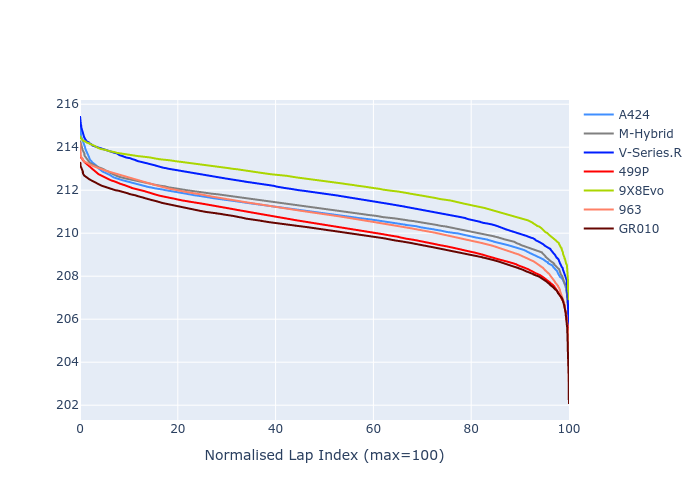 216
214
212
210
208
206
204
202
0 20 40 60 80 100
Normalised Lap Index (max=100)
A424
M-Hybrid
V-Series.R
499P
9X8Evo
963
GR010